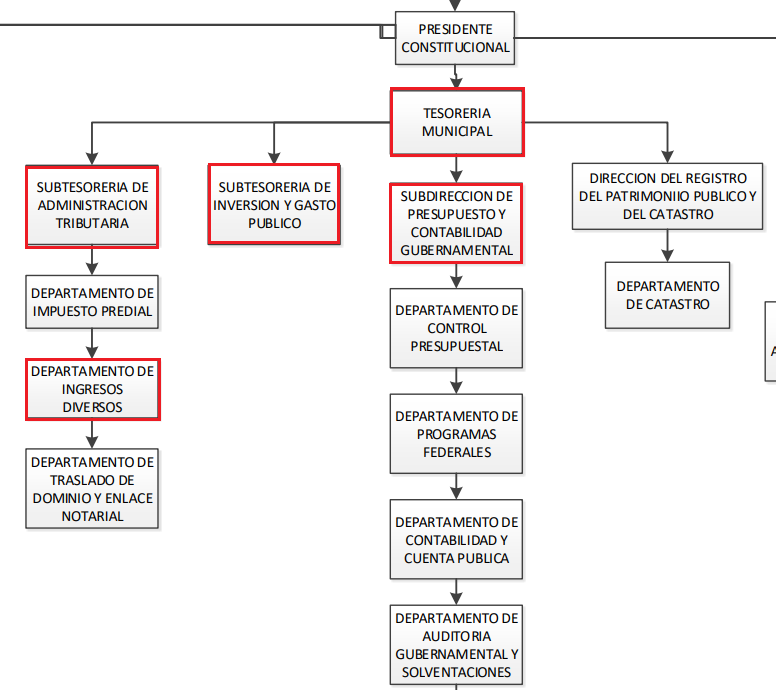 PRESIDENTE
CONSTITUCIONAL
TESORERIA
MUNICIPAL
SUBTESORERIA DE
ADMINISTRACION
TRIBUTARIA
SUBTESORERIA DE
INVERSION Y GASTO
PUBLICO
SUBDIRECCION DE
PRESUPUESTO Y
CONTABILIDAD
GUBERNAMENTAL
DIRECCION DEL REGISTRO
DEL PATRIMONIIO PUBLICO Y
DEL CATASTRO
DEPARTAMENTO DE
IMPUESTO PREDIAL
DEPARTAMENTO DE
CONTROL
PRESUPUESTAL
DEPARTAMENTO
DE CATASTRO
DEPARTAMENTO DE
INGRESOS
DIVERSOS
DEPARTAMENTO DE
PROGRAMAS
FEDERALES
DEPARTAMENTO DE
TRASLADO DE
DOMINIO Y ENLACE
NOTARIAL
DEPARTAMENTO DE
CONTABILIDAD Y
CUENTA PUBLICA
DEPARTAMENTO DE
AUDITORIA
GUBERNAMENTAL Y
SOLVENTACIONES